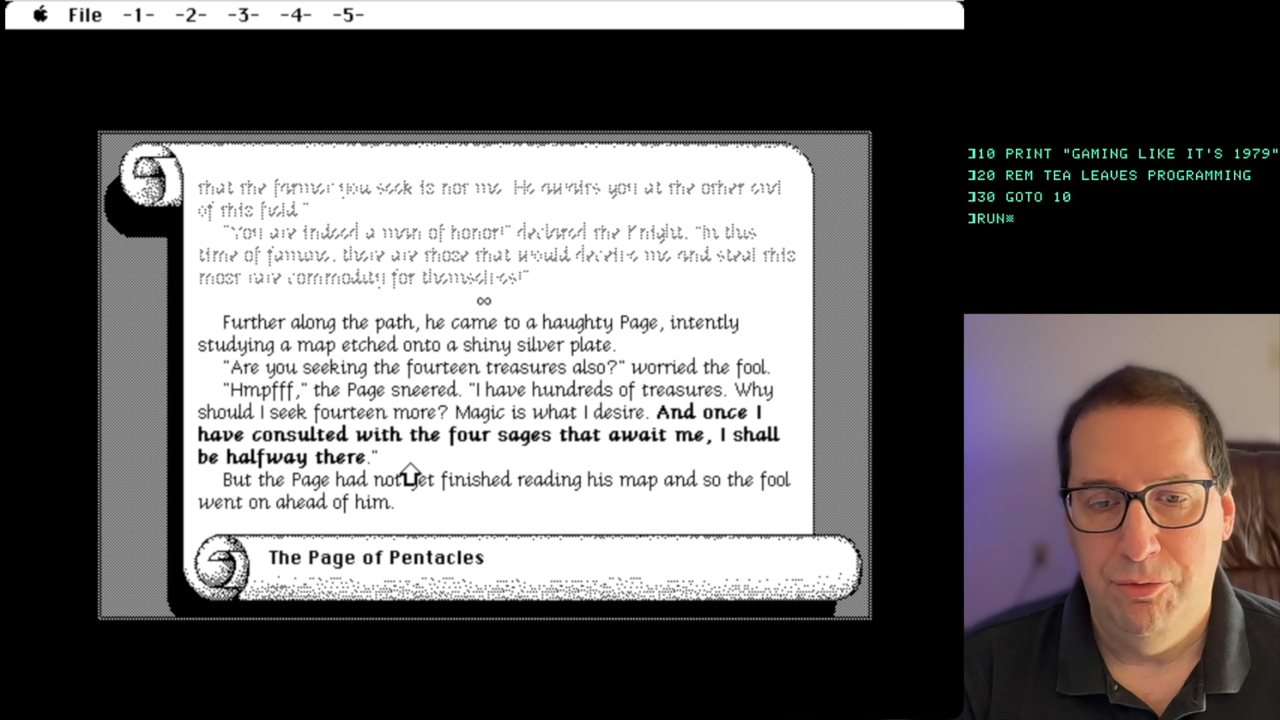 File -1- -2- -3- -4- -5-
that the farmer you seek is not me. He awaits you at the other end
of this field."
"You are indeed a man of honor!" declared the Knight. "In this
time of famine, there are those that would deceive me and steal this
most rare commodity for themselves!"
∞
Further along the path, he came to a haughty Page, intently
studying a map etched onto a shiny silver plate.
"Are you seeking the fourteen treasures also?" worried the fool.
"Hmpfff," the Page sneered. "I have hundreds of treasures. Why
should I seek fourteen more? Magic is what I desire. And once I
have consulted with the four sages that await me, I shall
be halfway there."
But the Page had not yet finished reading his map and so the fool
went on ahead of him.
The Page of Pentacles
]10 PRINT "GAMING LIKE IT'S 1979"
]20 REM TEA LEAVES PROGRAMMING
]30 GOTO 10
]RUN